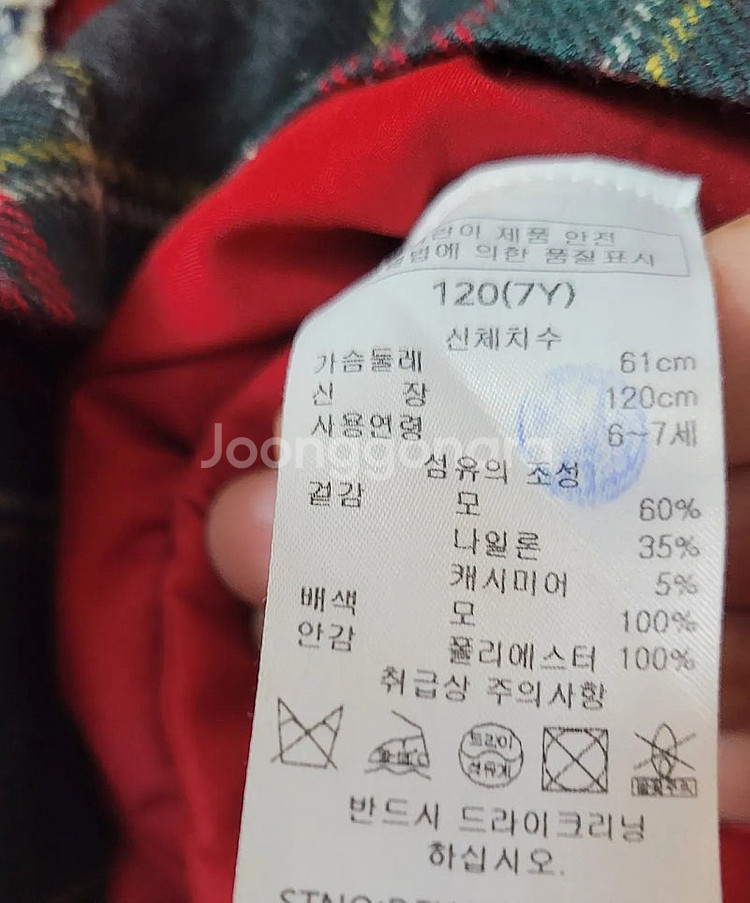 린이 제품 안전
법에 의한 품질표시
120(7Y)
신체치수
가슴둘레 61cm
신 장 120cm
사용연령 6~7세
Joonggonara
섬유의 조성
겉감 모 60%
나일론 35%
캐시미어 5%
배색 모 100%
안감 폴리에스터 100%
취급상 주의사항
드라이
석유계
반드시 드라이크리닝
하십시오.